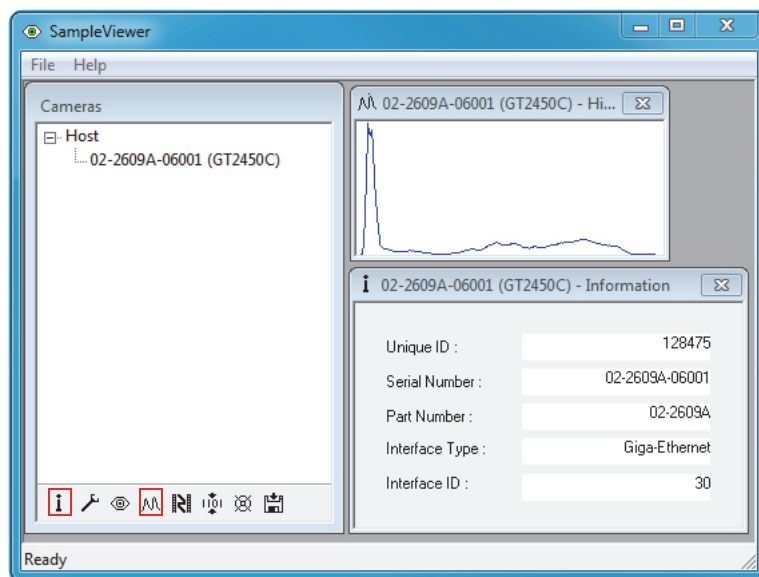 SampleViewer
File Help
Cameras
Host
02-2609A-06001 (GT2450C)
02-2609A-06001 (GT2450C) - Hi...
02-2609A-06001 (GT2450C) - Information
Unique ID : 128475
Serial Number : 02-2609A-06001
Part Number : 02-2609A
Interface Type : Giga-Ethernet
Interface ID : 30
Ready